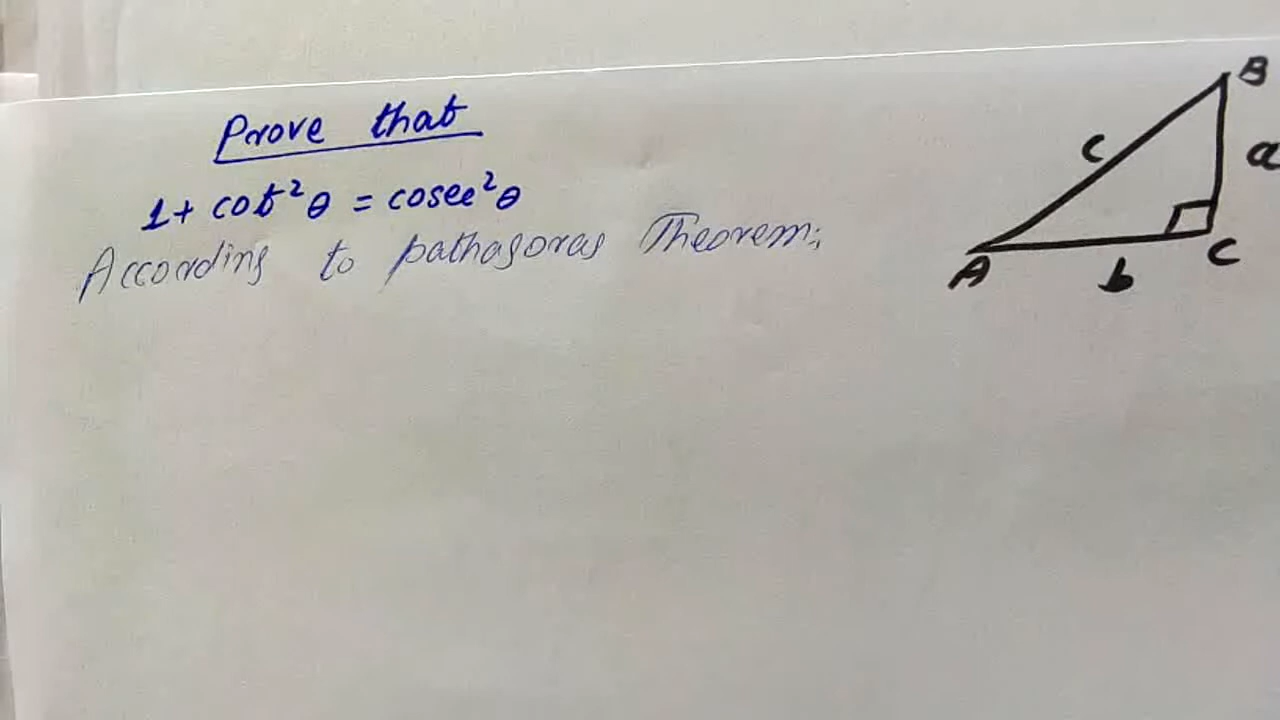 Prove that
1 + cot²θ = cosec²θ
According to pathagoras Theorem;
B
c
a
A
b
C